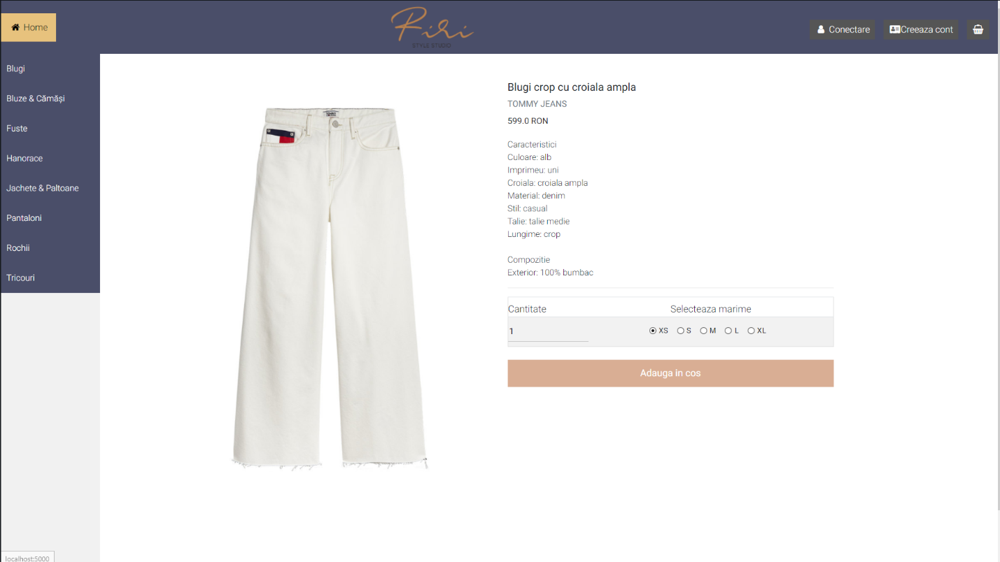 Home
Riri
STYLE STUDIO
Conectare
Creeaza cont
Blugi
Bluze & Cămăși
Fuste
Hanorace
Jachete & Paltoane
Pantaloni
Rochii
Tricouri
Blugi crop cu croiala ampla
TOMMY JEANS
599.0 RON
Caracteristici
Culoare: alb
Imprimeu: uni
Croiala: croiala ampla
Material: denim
Stil: casual
Talie: talie medie
Lungime: crop
Compozitie
Exterior: 100% bumbac
Cantitate Selecteaza marime
1 XS S M L XL
Adauga in cos
localhost:5000